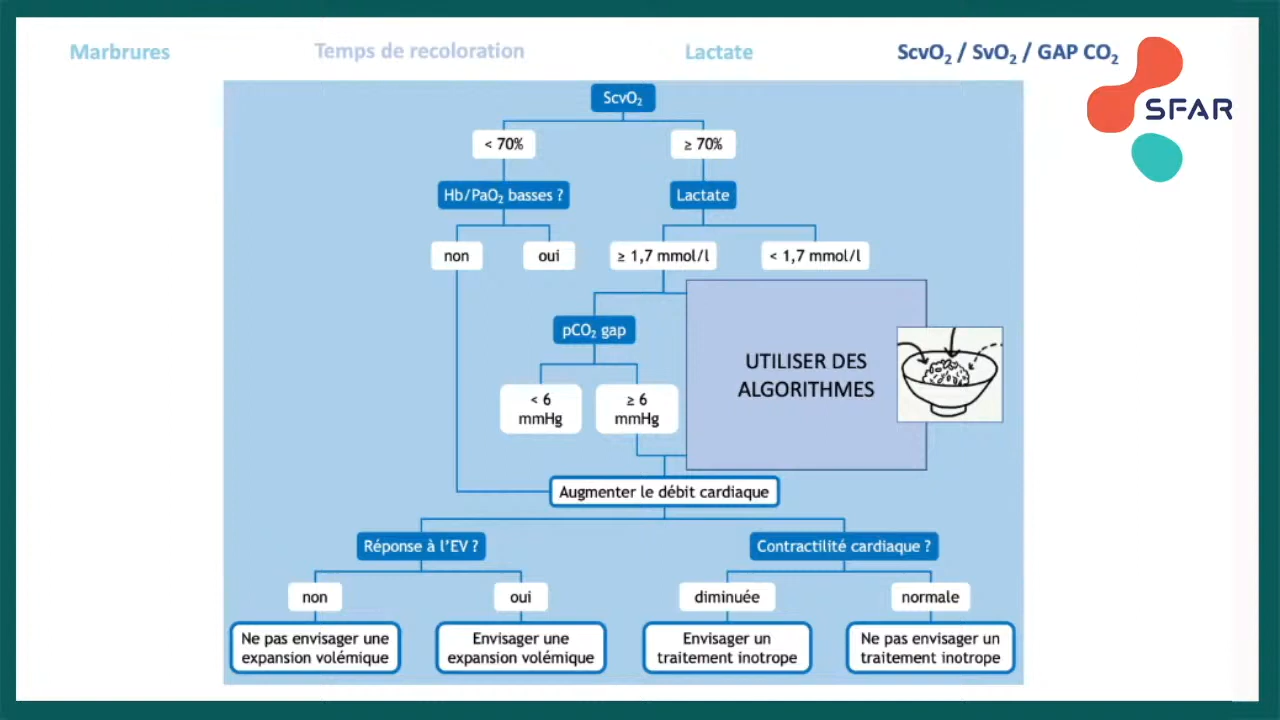 Marbrures
Temps de recoloration
Lactate
ScvO₂ / SvO₂ / GAP CO₂
SFAR
ScvO₂
< 70%
≥ 70%
Hb/PaO₂ basses ?
Lactate
non
oui
≥ 1,7 mmol/l
< 1,7 mmol/l
pCO₂ gap
< 6
mmHg
≥ 6
mmHg
UTILISER DES
ALGORITHMES
Augmenter le débit cardiaque
Réponse à l'EV ?
Contractilité cardiaque ?
non
oui
diminuée
normale
Ne pas envisager une
expansion volémique
Envisager une
expansion volémique
Envisager un
traitement inotrope
Ne pas envisager un
traitement inotrope